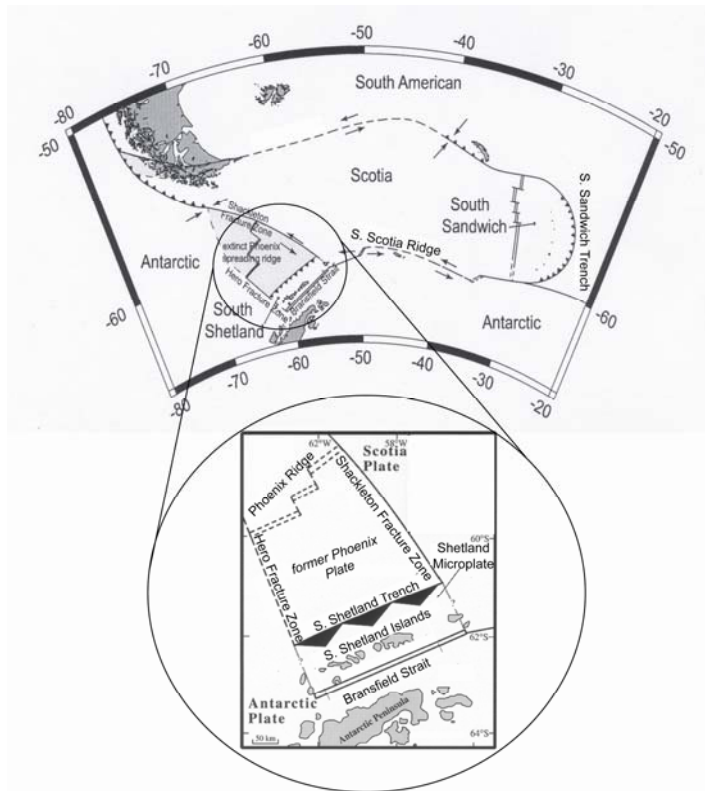 -80
-70
-60
-50
-40
-30
-20
-50
-50
South American
Scotia
South
Sandwich
S. Sandwich Trench
Shackleton
Fracture Zone
extinct Phoenix
spreading ridge
S. Scotia Ridge
Antarctic
Hero Fracture Zone
Bransfield Strait
South
Shetland
Antarctic
-60
-60
-80
-70
-60
-50
-40
-30
-20
62°W
58°W
Scotia
Plate
Phoenix Ridge
Shackleton Fracture Zone
60°S
Shetland
Microplate
former Phoenix
Plate
Hero Fracture Zone
S. Shetland Trench
S. Shetland Islands
62°S
Bransfield Strait
Antarctic
Plate
Antarctic Peninsula
50 km
64°S